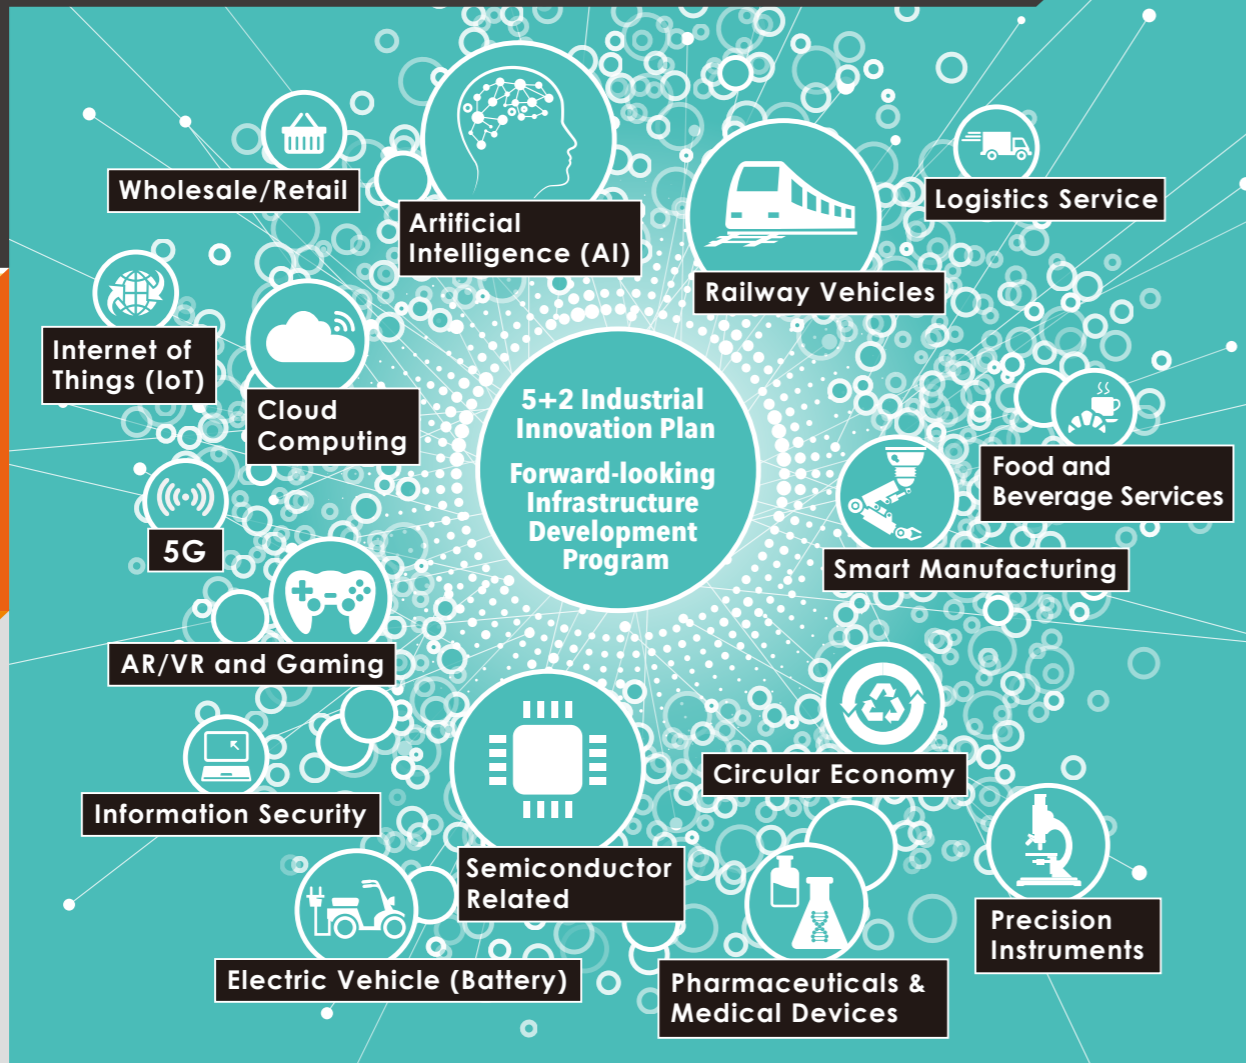 Wholesale/Retail
Artificial
Intelligence (AI)
Railway Vehicles
Logistics Service
Internet of
Things (IoT)
Cloud
Computing
5+2 Industrial
Innovation Plan
Forward-looking
Infrastructure
Development
Program
Food and
Beverage Services
5G
Smart Manufacturing
AR/VR and Gaming
Information Security
Circular Economy
Semiconductor
Related
Precision
Instruments
Electric Vehicle (Battery)
Pharmaceuticals &
Medical Devices